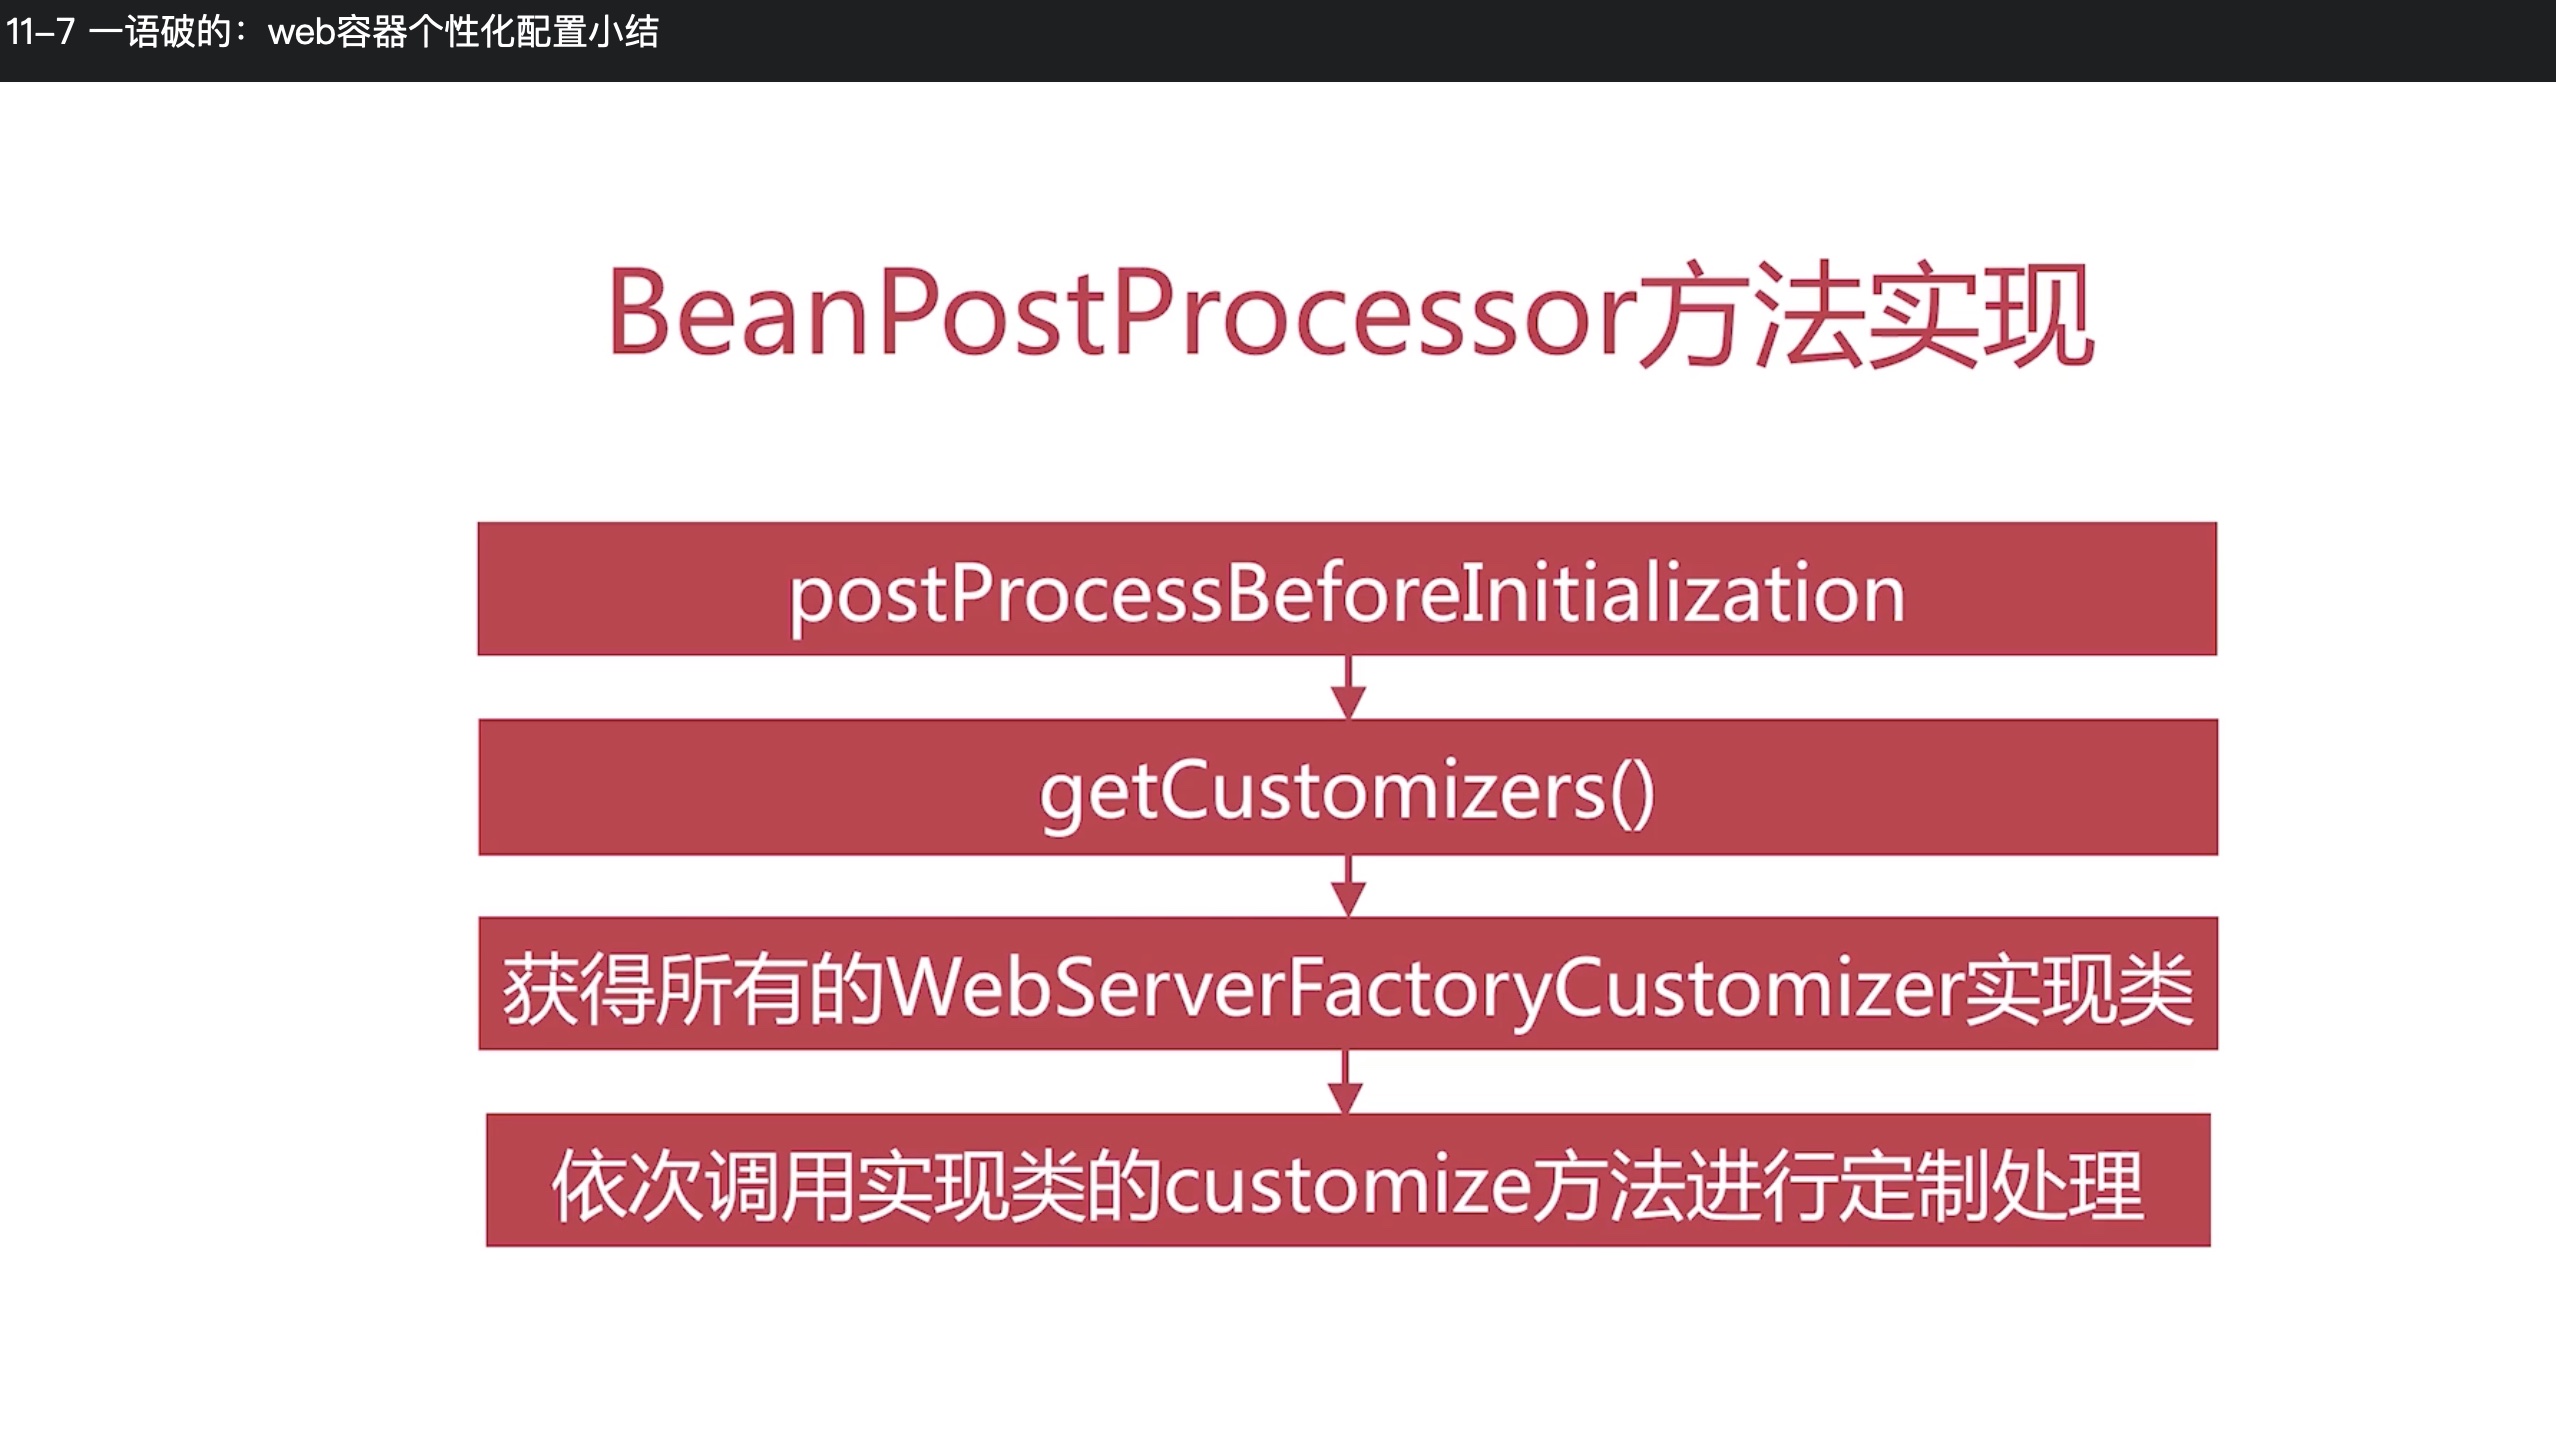 11-7 一语破的：web容器个性化配置小结
BeanPostProcessor方法实现
postProcessBeforeInitialization
getCustomizers()
获得所有的WebServerFactoryCustomizer实现类
依次调用实现类的customize方法进行定制处理